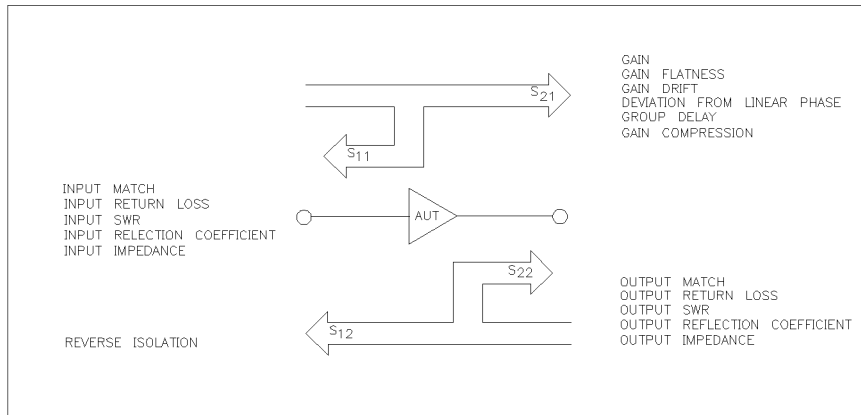 GAIN
GAIN FLATNESS
GAIN DRIFT
DEVIATION FROM LINEAR PHASE
GROUP DELAY
GAIN COMPRESSION
S21
S11
INPUT MATCH
INPUT RETURN LOSS
INPUT SWR
INPUT RELECTION COEFFICIENT
INPUT IMPEDANCE
AUT
S22
OUTPUT MATCH
OUTPUT RETURN LOSS
OUTPUT SWR
OUTPUT REFLECTION COEFFICIENT
OUTPUT IMPEDANCE
S12
REVERSE ISOLATION